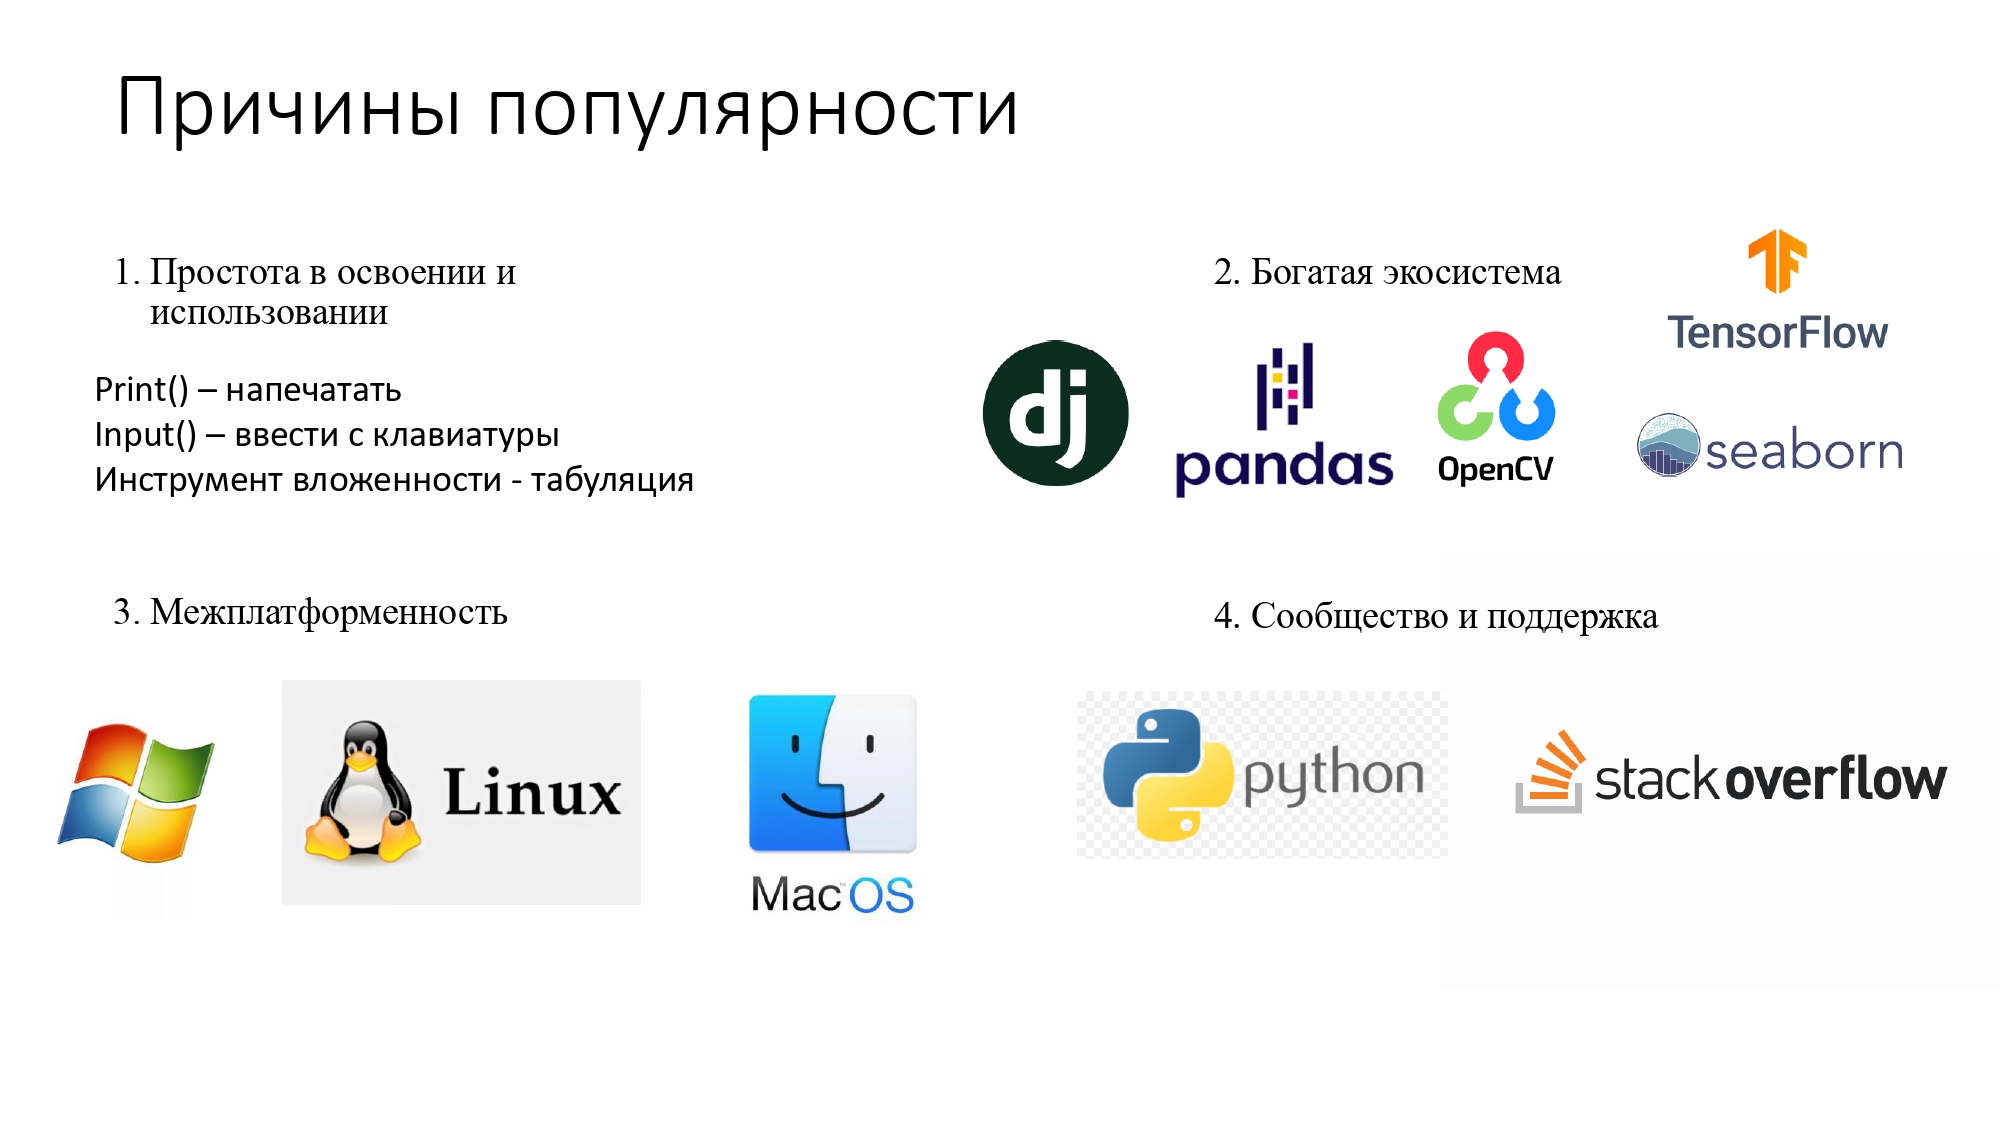 Причины популярности
1. Простота в освоении и
использовании
Print() – напечатать
Input() – ввести с клавиатуры
Инструмент вложенности - табуляция
2. Богатая экосистема
TensorFlow
dj
pandas
OpenCV
seaborn
3. Межплатформенность
Linux
MacOS
4. Сообщество и поддержка
python
stackoverflow